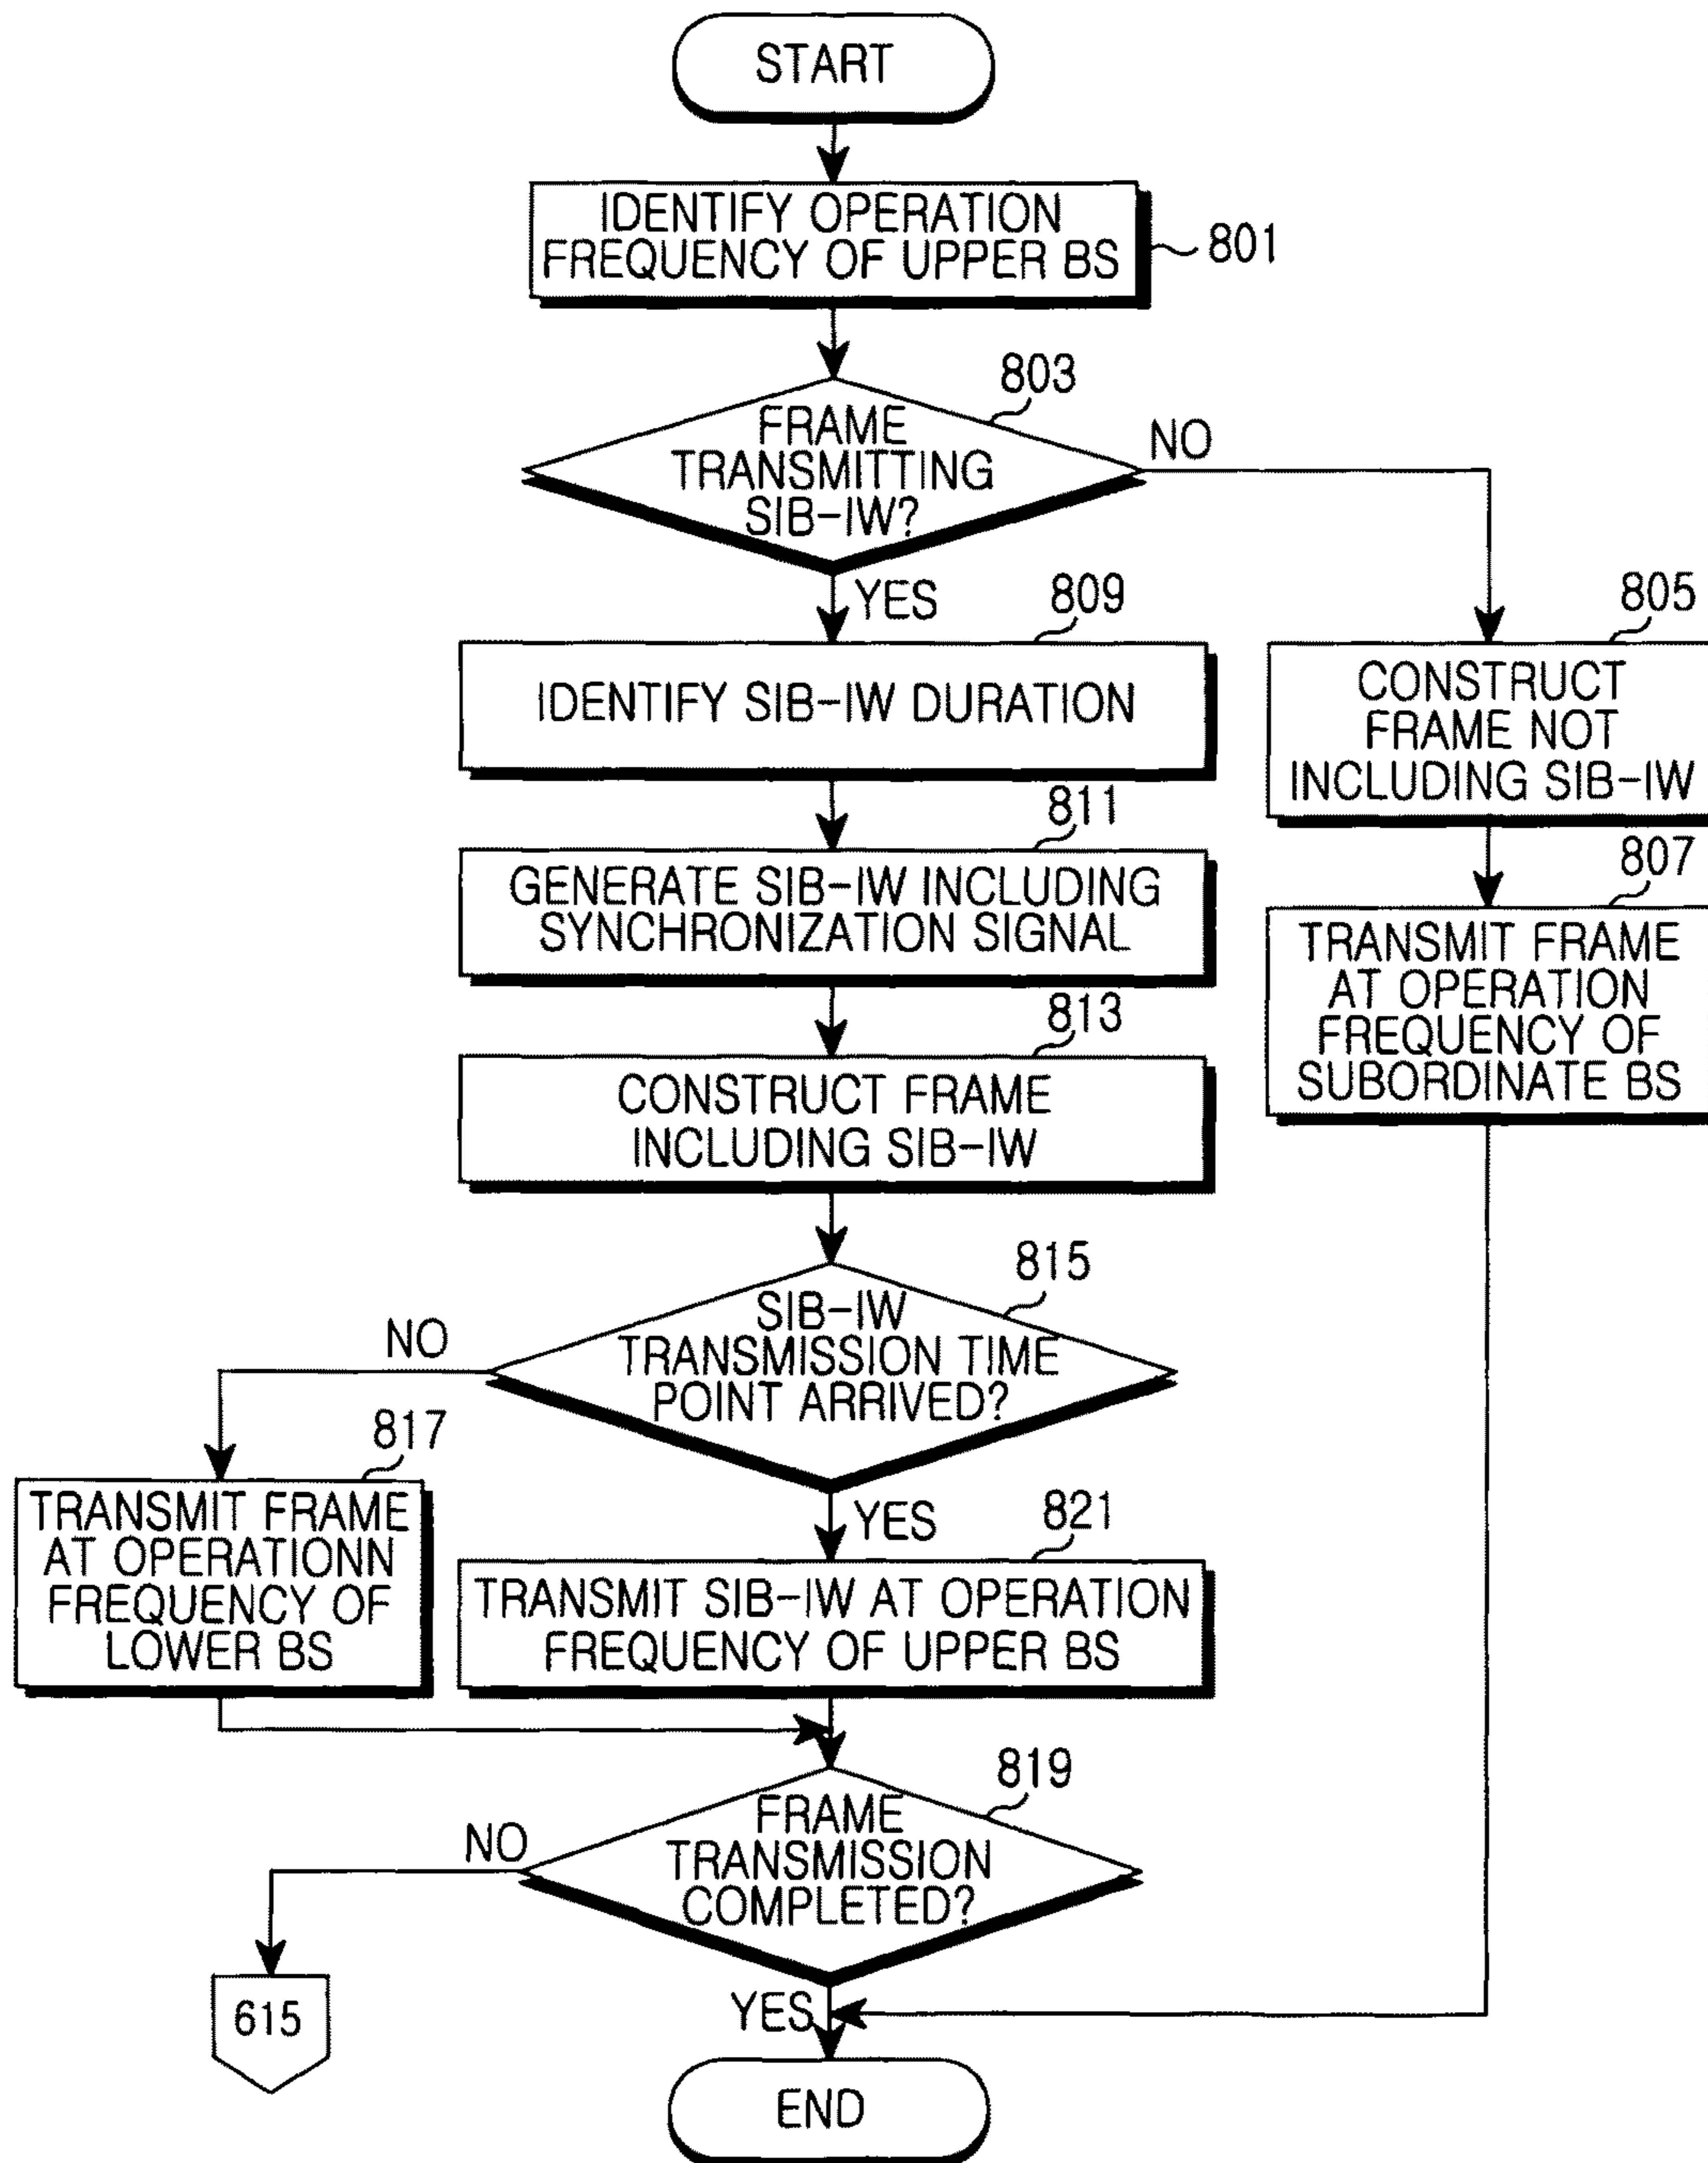 START
IDENTIFY OPERATION
FREQUENCY OF UPPER BS
801
803
FRAME
TRANSMITTING
SIB-IW?
NO
YES
809
IDENTIFY SIB-IW DURATION
805
CONSTRUCT
FRAME NOT
INCLUDING SIB-IW
811
GENERATE SIB-IW INCLUDING
SYNCHRONIZATION SIGNAL
807
TRANSMIT FRAME
AT OPERATION
FREQUENCY OF
SUBORDINATE BS
813
CONSTRUCT FRAME
INCLUDING SIB-IW
815
SIB-IW
TRANSMISSION TIME
POINT ARRIVED?
NO
817
TRANSMIT FRAME
AT OPERATIONN
FREQUENCY OF
LOWER BS
YES
821
TRANSMIT SIB-IW AT OPERATION
FREQUENCY OF UPPER BS
819
FRAME
TRANSMISSION
COMPLETED?
NO
615
YES
END